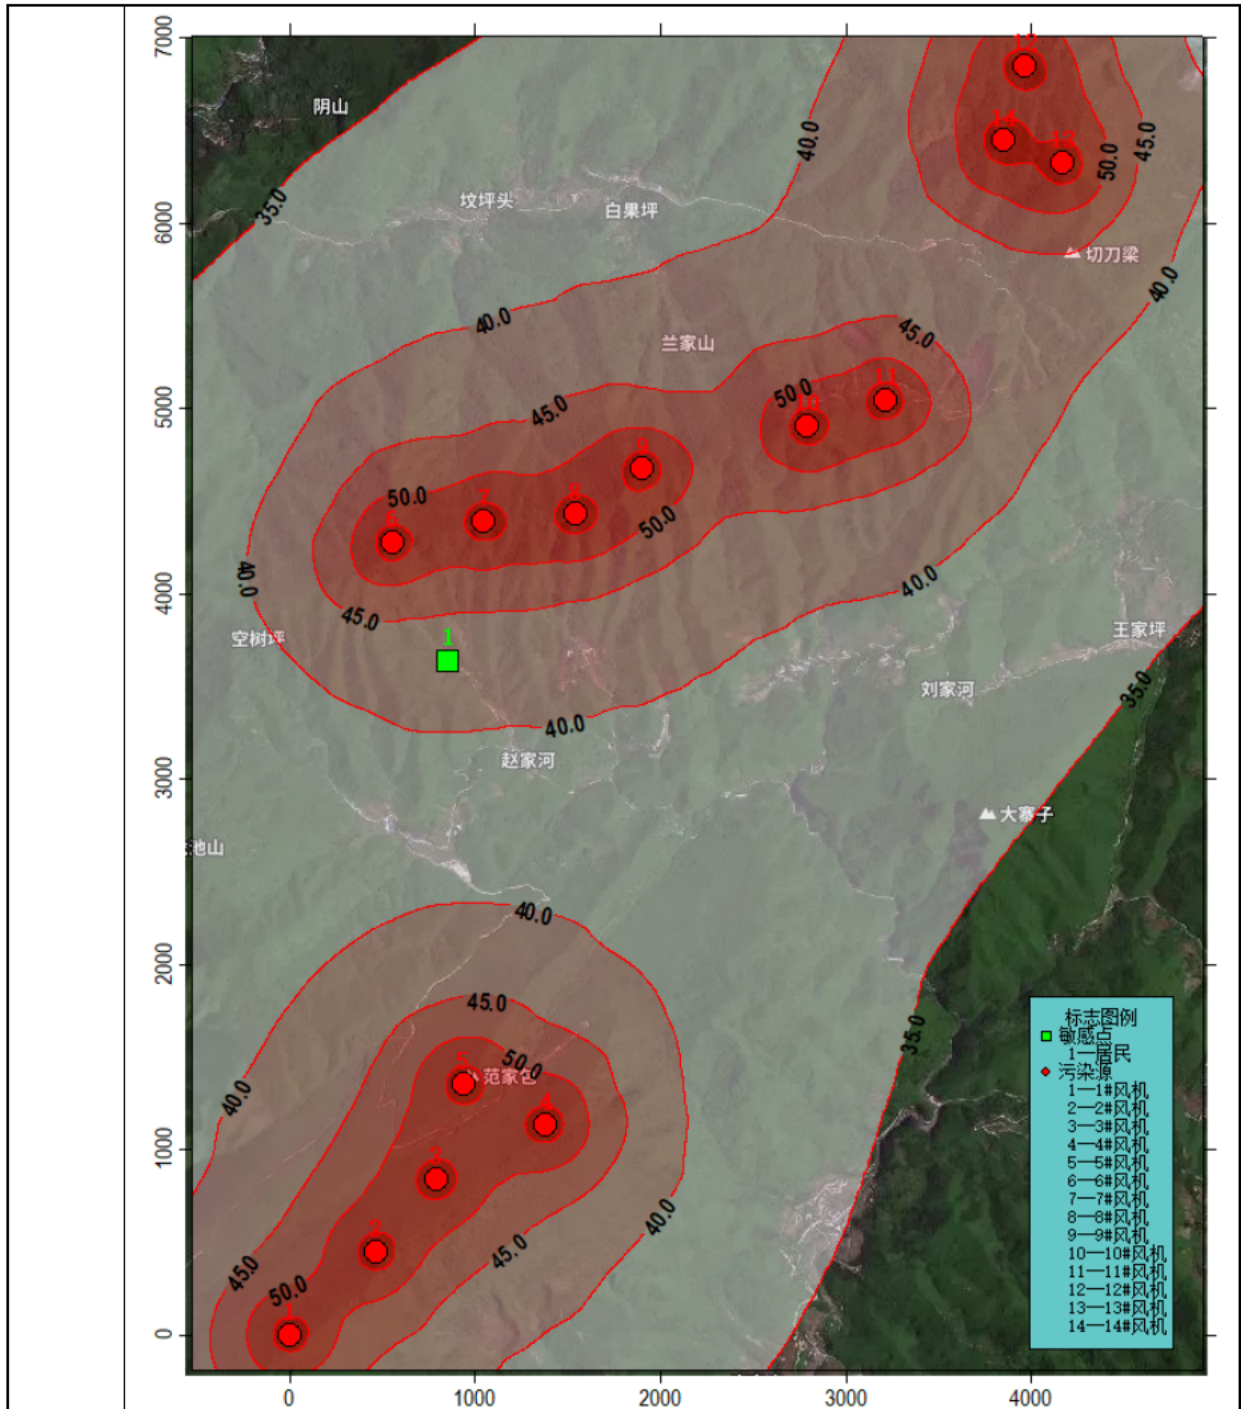 7000
6000
5000
4000
3000
2000
1000
0
0
1000
2000
3000
4000
阴山
35.0
坟坪头
白果坪
40.0
12
14
13
50.0
45.0
切刀梁
40.0
40.0
兰家山
45.0
11
50.0
10
45.0
9
50.0
8
7
6
50.0
40.0
45.0
1
40.0
空树坪
王家坪
35.0
刘家河
40.0
赵家河
大寨子
池山
40.0
45.0
50.0
5
范家包
4
40.0
3
35.0
40.0
2
45.0
45.0
50.0
1
标志图例
敏感点
1—居民
污染源
1—1#风机
2—2#风机
3—3#风机
4—4#风机
5—5#风机
6—6#风机
7—7#风机
8—8#风机
9—9#风机
10—10#风机
11—11#风机
12—12#风机
13—13#风机
14—14#风机